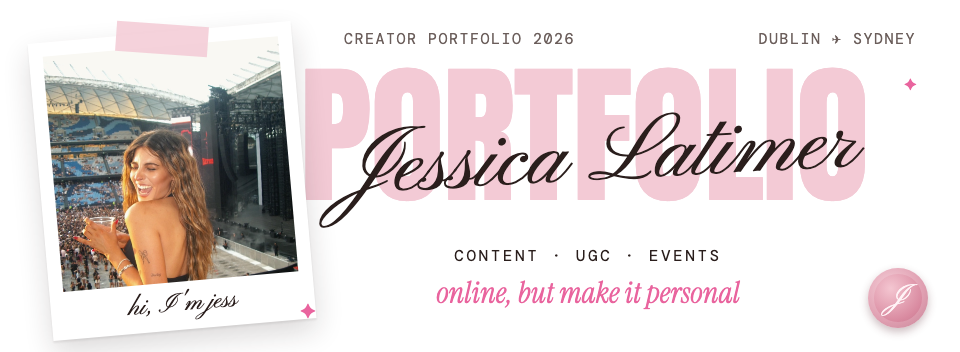 CREATOR PORTFOLIO 2026
DUBLIN ✈ SYDNEY
PORTFOLIO
Jessica Latimer
CONTENT · UGC · EVENTS
online, but make it personal
hi, I'm jess
J